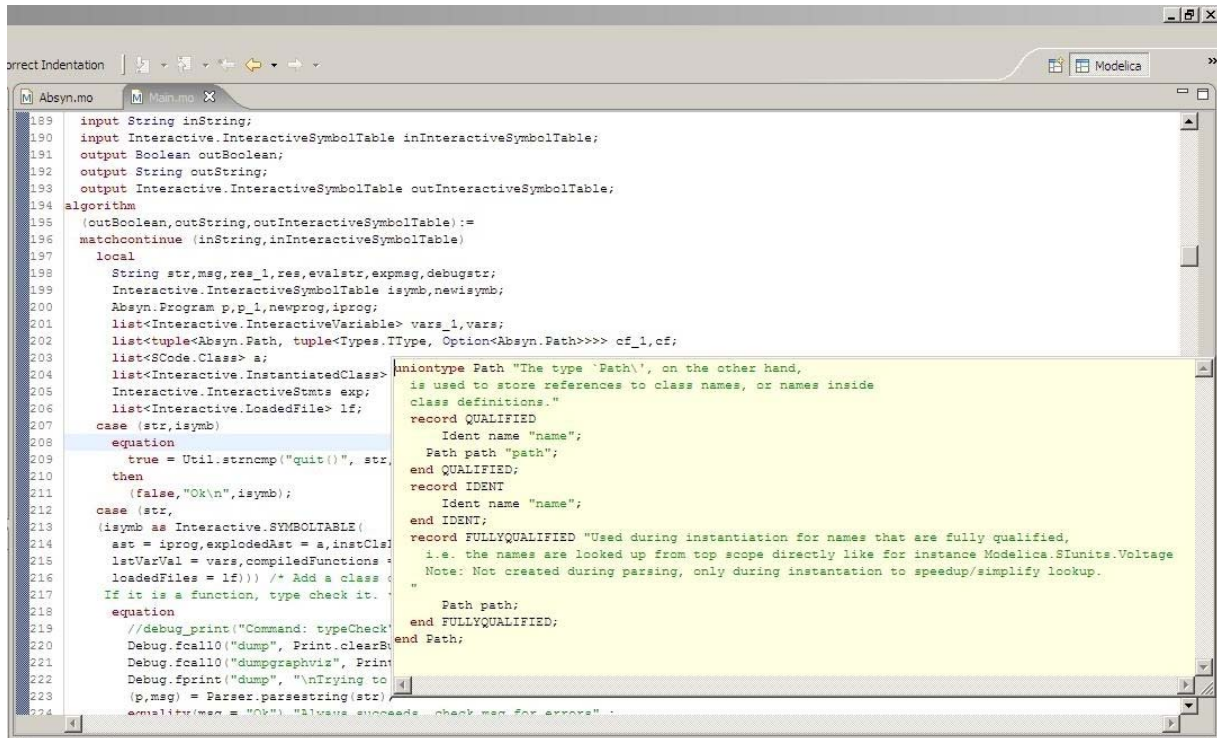 orrect Indentation
Modelica
»
Absyn.mo
Main.mo
189 input String inString;
190 input Interactive.InteractiveSymbolTable inInteractiveSymbolTable;
191 output Boolean outBoolean;
192 output String outString;
193 output Interactive.InteractiveSymbolTable outInteractiveSymbolTable;
194 algorithm
195 (outBoolean,outString,outInteractiveSymbolTable):=
196 matchcontinue (inString,inInteractiveSymbolTable)
197 local
198 String str,msg,res_1,res,evalstr,expmsg,debugstr;
199 Interactive.InteractiveSymbolTable isymb,newisymb;
200 Absyn.Program p,p_1,newprog,iprog;
201 list<Interactive.InteractiveVariable> vars_1,vars;
202 list<tuple<Absyn.Path, tuple<Types.TType, Option<Absyn.Path>>>> cf_1,cf;
203 list<SCode.Class> a;
204 list<Interactive.InstantiatedClass>
205 Interactive.InteractiveStmts exp;
206 list<Interactive.LoadedFile> lf;
207 case (str,isymb)
208 equation
209 true = Util.strncmp("quit()", str,
210 then
211 (false,"Ok\n",isymb);
212 case (str,
213 (isymb as Interactive.SYMBOLTABLE(
214 ast = iprog,explodedAst = a,instClsl
215 lstVarVal = vars,compiledFunctions =
216 loadedFiles = lf))) /* Add a class
217 If it is a function, type check it.
218 equation
219 //debug_print("Command: typeCheck"
220 Debug.fcall0("dump", Print.clearBu
221 Debug.fcall0("dumpgraphviz", Print
222 Debug.fprint("dump", "\nTrying to
223 (p,msg) = Parser.parsestring(str)
224 equality(msg = "Ok") "Always succeeds, check msg for errors" ;
uniontype Path "The type `Path\', on the other hand,
is used to store references to class names, or names inside
class definitions."
record QUALIFIED
Ident name "name";
Path path "path";
end QUALIFIED;
record IDENT
Ident name "name";
end IDENT;
record FULLYQUALIFIED "Used during instantiation for names that are fully qualified,
i.e. the names are looked up from top scope directly like for instance Modelica.SIunits.Voltage
Note: Not created during parsing, only during instantation to speedup/simplify lookup.
"
Path path;
end FULLYQUALIFIED;
end Path;